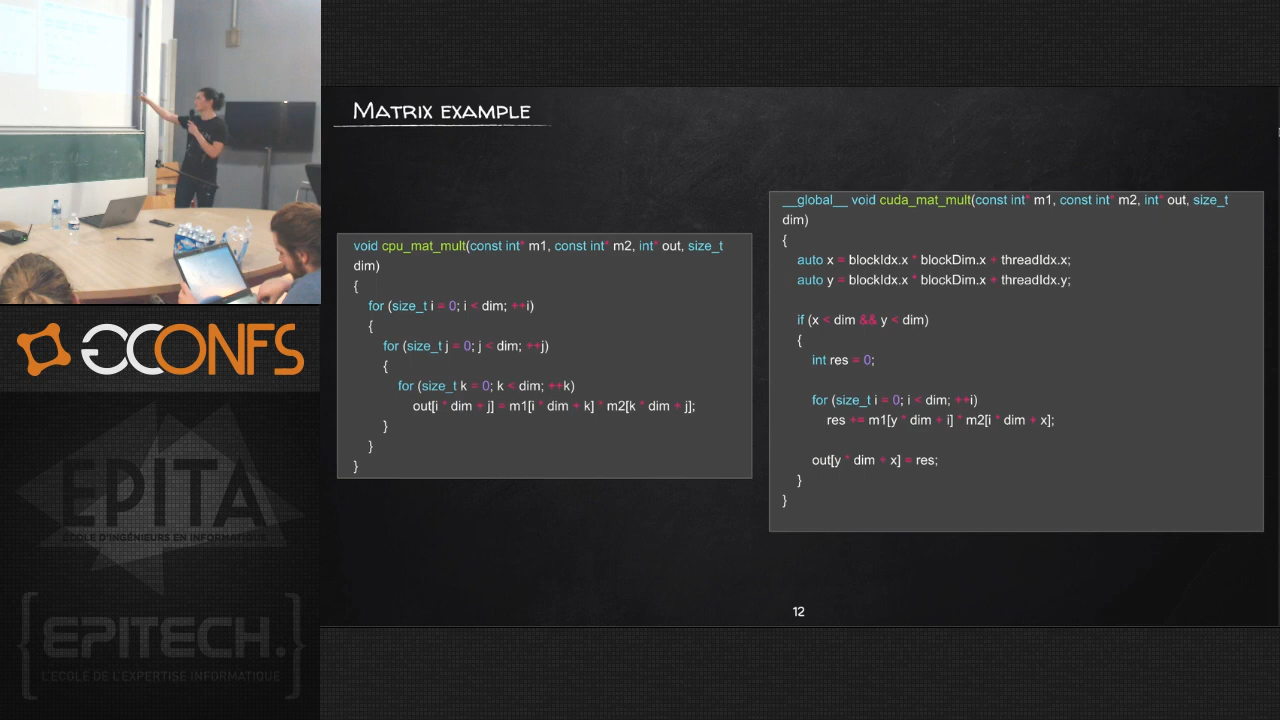 MATRIX EXAMPLE
void cpu_mat_mult(const int* m1, const int* m2, int* out, size_t
dim)
{
for (size_t i = 0; i < dim; ++i)
{
for (size_t j = 0; j < dim; ++j)
{
for (size_t k = 0; k < dim; ++k)
out[i * dim + j] = m1[i * dim + k] * m2[k * dim + j];
}
}
}
__global__ void cuda_mat_mult(const int* m1, const int* m2, int* out, size_t
dim)
{
auto x = blockIdx.x * blockDim.x + threadIdx.x;
auto y = blockIdx.x * blockDim.x + threadIdx.y;
if (x < dim && y < dim)
{
int res = 0;
for (size_t i = 0; i < dim; ++i)
res += m1[y * dim + i] * m2[i * dim + x];
out[y * dim + x] = res;
}
}
12
GCONFS
EPITA
ÉCOLE D'INGÉNIEURS EN INFORMATIQUE
{EPITECH.}
L'ECOLE DE L'EXPERTISE INFORMATIQUE